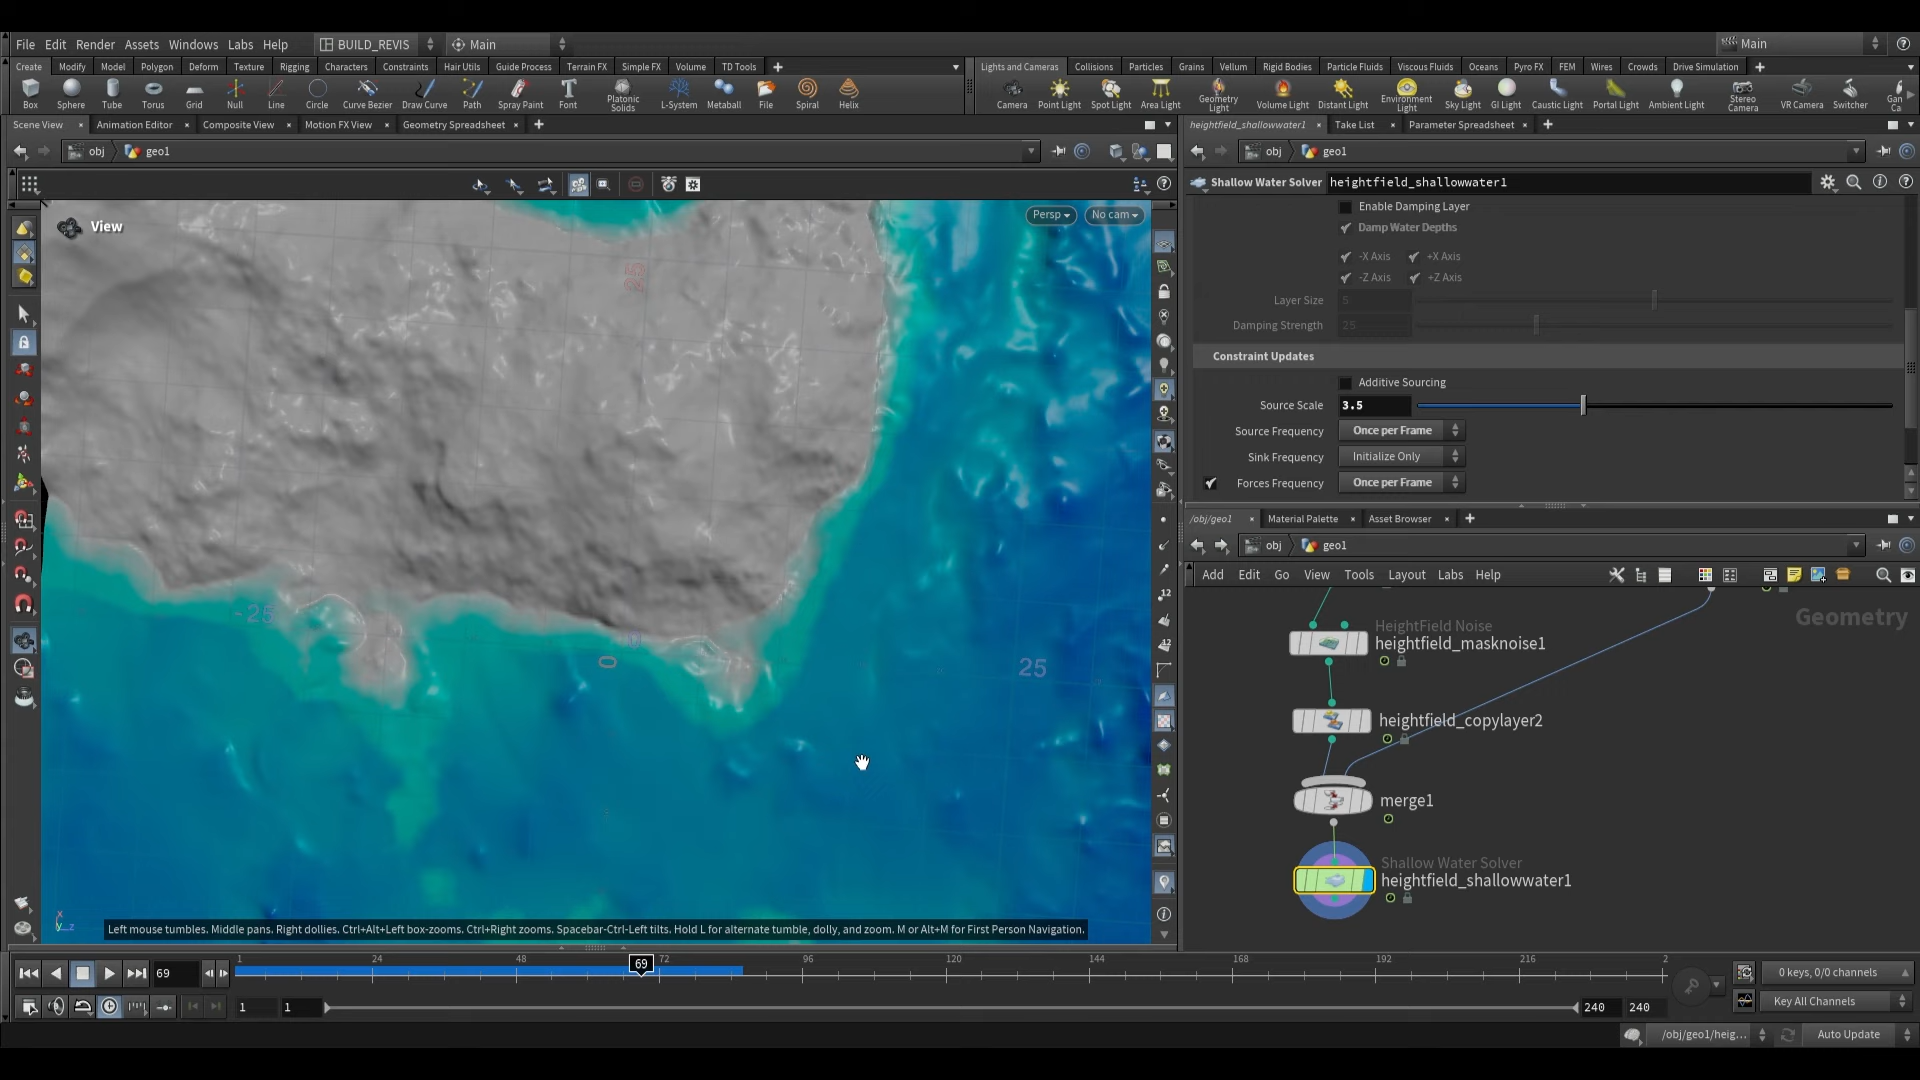 File Edit Render Assets Windows Labs Help BUILD_REVIS Main Main
Create Modify Model Polygon Deform Texture Rigging Characters Constraints Hair Utils Guide Process Terrain FX Simple FX Volume TD Tools
Lights and Cameras Collisions Particles Grains Vellum Rigid Bodies Particle Fluids Viscous Fluids Oceans Pyro FX FEM Wires Crowds Drive Simulation
Box Sphere Tube Torus Grid Null Line Circle Curve Bezier Draw Curve Path Spray Paint Font Platonic Solids L-System Metaball File Spiral Helix
Camera Point Light Spot Light Area Light Geometry Light Volume Light Distant Light Environment Light Sky Light GI Light Caustic Light Portal Light Ambient Light Stereo Camera VR Camera Switcher Gan Ca
Scene View Animation Editor Composite View Motion FX View Geometry Spreadsheet
heightfield_shallowwater1 Take List Parameter Spreadsheet
obj geo1
obj geo1
Shallow Water Solver heightfield_shallowwater1
View
Persp No cam
Enable Damping Layer
Damp Water Depths
-X Axis +X Axis
-Z Axis +Z Axis
Layer Size 5
Damping Strength 25
Constraint Updates
Additive Sourcing
Source Scale 3.5
Source Frequency Once per Frame
Sink Frequency Initialize Only
Forces Frequency Once per Frame
25
-25
0
25
/obj/geo1 Material Palette Asset Browser
obj geo1
Add Edit Go View Tools Layout Labs Help
Geometry
HeightField Noise
heightfield_masknoise1
heightfield_copylayer2
merge1
Shallow Water Solver
heightfield_shallowwater1
Left mouse tumbles. Middle pans. Right dollies. Ctrl+Alt+Left box-zooms. Ctrl+Right zooms. Spacebar-Ctrl-Left tilts. Hold L for alternate tumble, dolly, and zoom. M or Alt+M for First Person Navigation.
69 1 24 48 69 72 96 120 144 168 192 216 2
0 keys, 0/0 channels
1 1 240 240
Key All Channels
/obj/geo1/heig... Auto Update